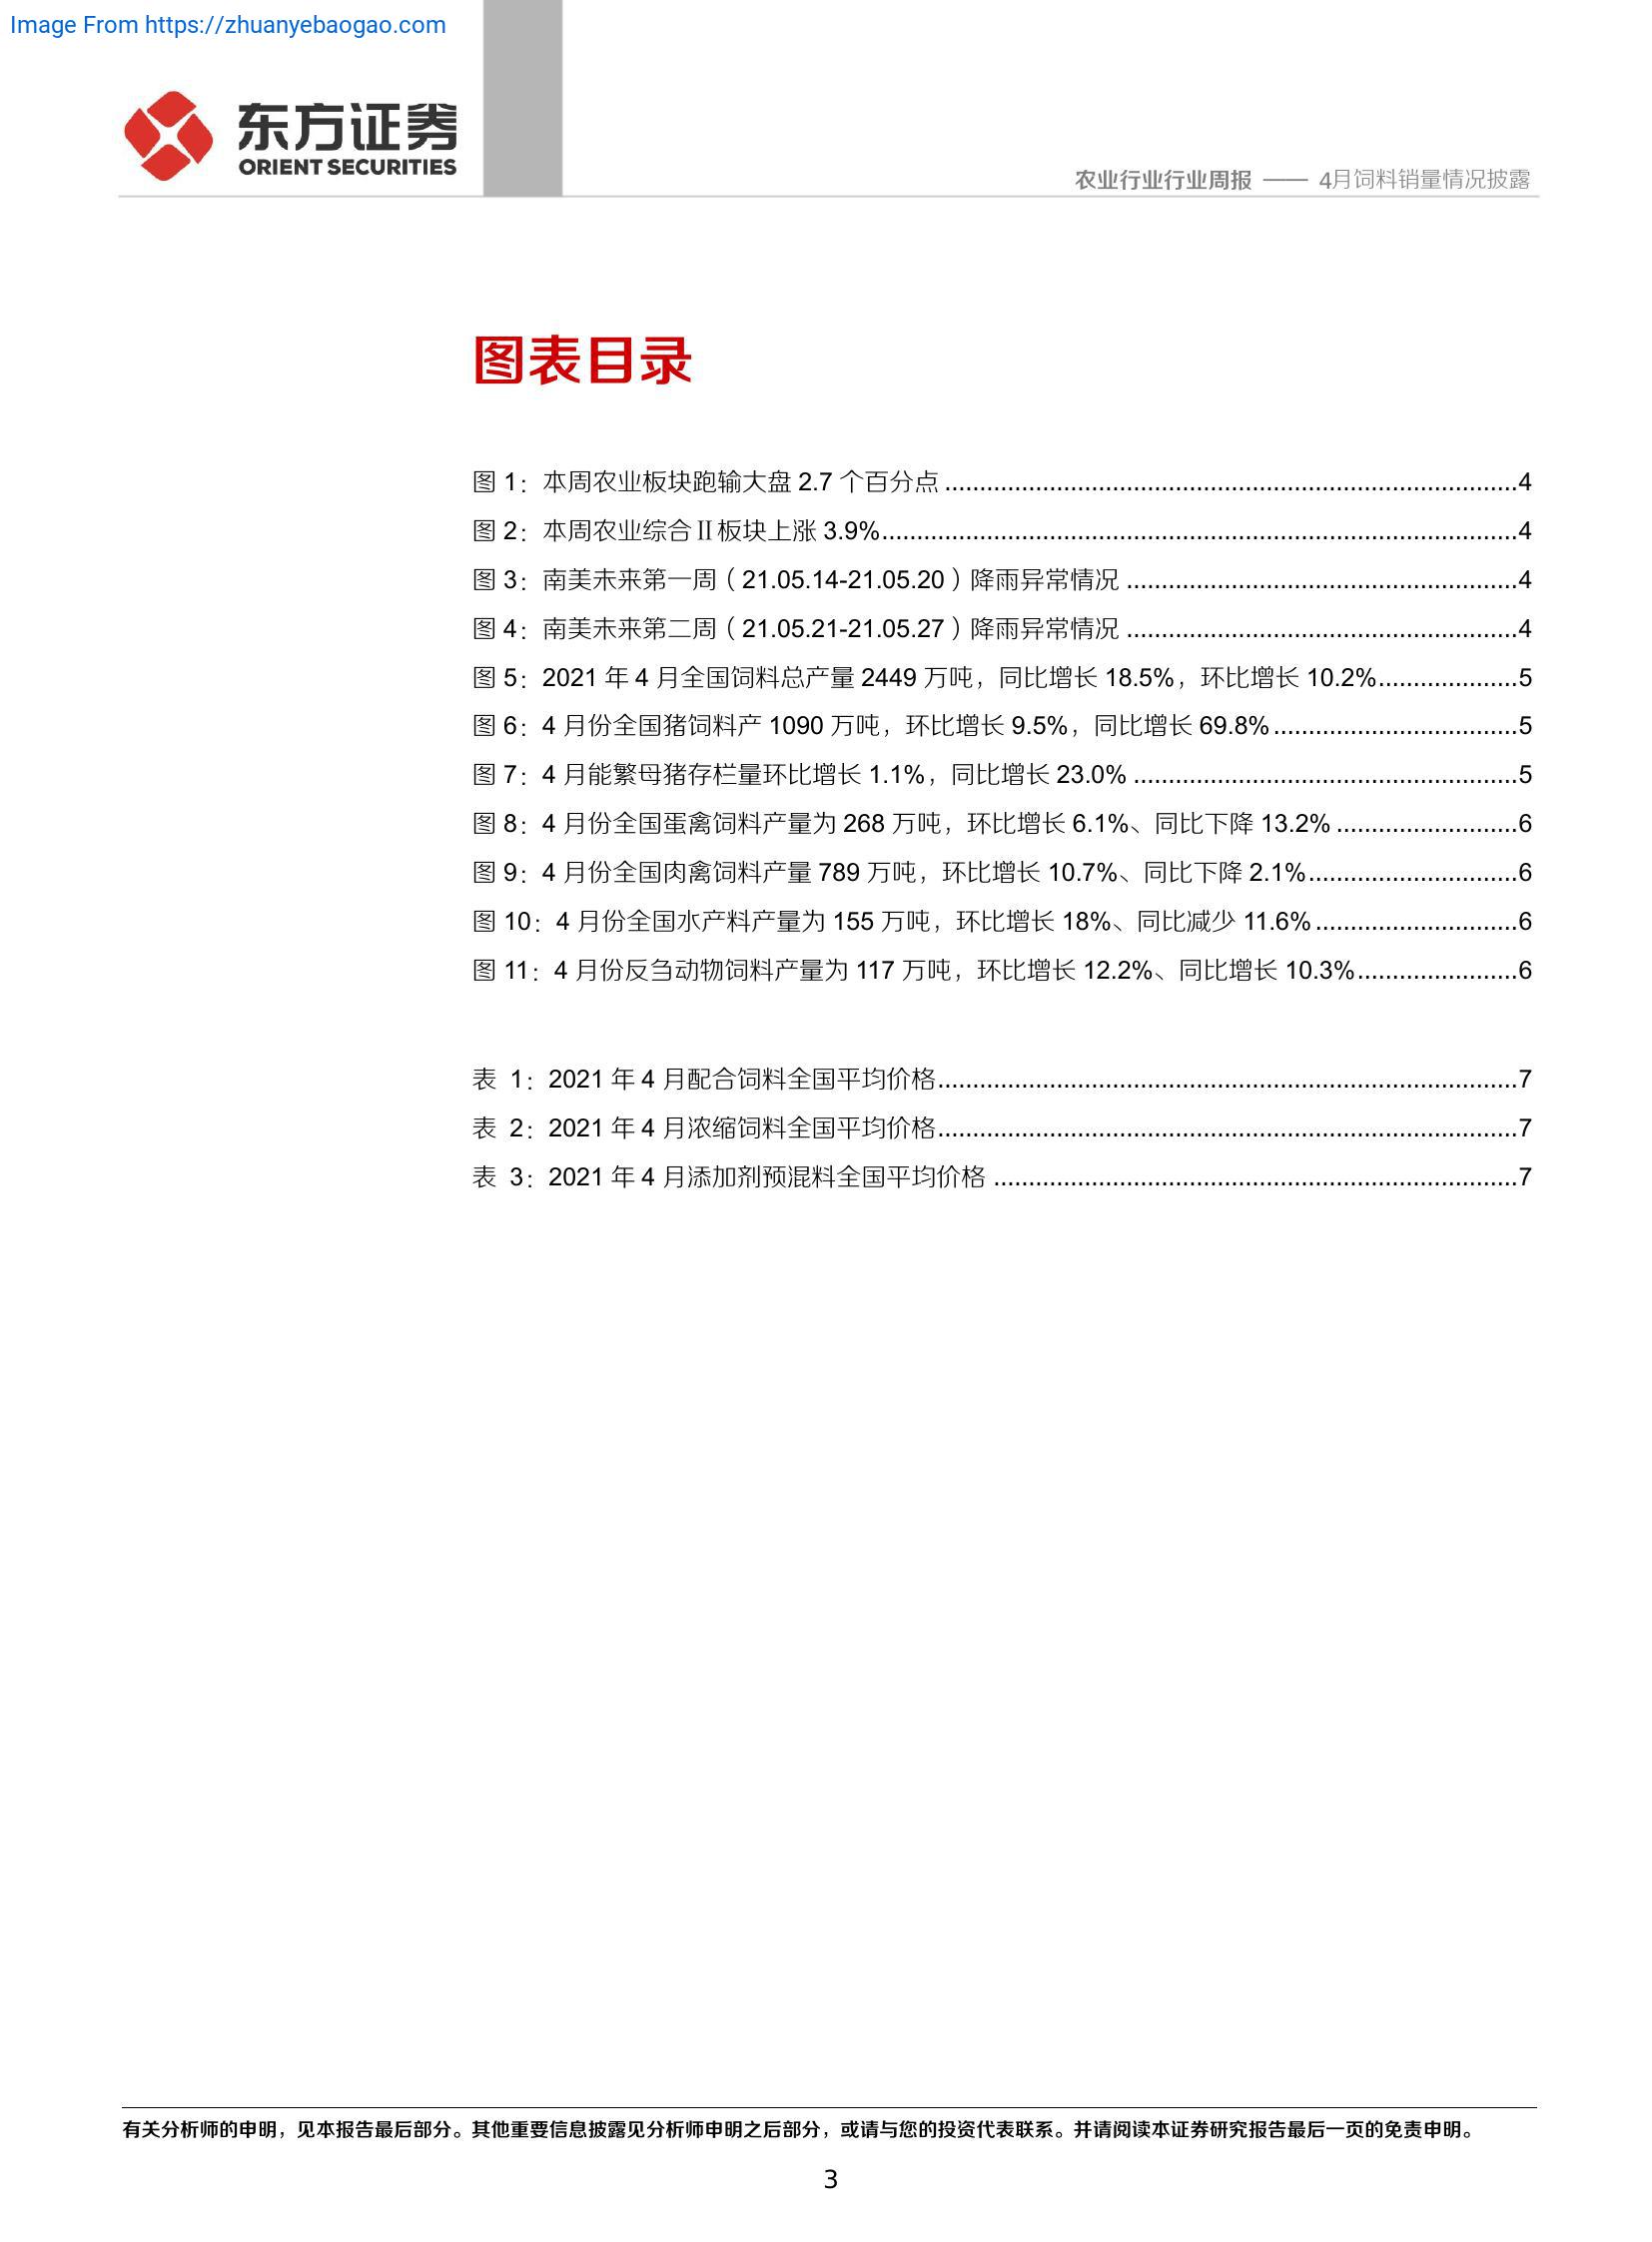 Image From https://zhuanyebaogao.com
东方证券
ORIENT SECURITIES
农业行业行业周报 —— 4月饲料销量情况披露
图表目录
图 1：本周农业板块跑输大盘 2.7 个百分点 ........................................................................4
图 2：本周农业综合Ⅱ板块上涨 3.9%................................................................................4
图 3：南美未来第一周（21.05.14-21.05.20）降雨异常情况 .................................................4
图 4：南美未来第二周（21.05.21-21.05.27）降雨异常情况 .................................................4
图 5：2021 年 4 月全国饲料总产量 2449 万吨，同比增长 18.5%，环比增长 10.2%....................5
图 6：4 月份全国猪饲料产 1090 万吨，环比增长 9.5%，同比增长 69.8%...............................5
图 7：4 月能繁母猪存栏量环比增长 1.1%，同比增长 23.0% ................................................5
图 8：4 月份全国蛋禽饲料产量为 268 万吨，环比增长 6.1%、同比下降 13.2% .......................6
图 9：4 月份全国肉禽饲料产量 789 万吨，环比增长 10.7%、同比下降 2.1%...........................6
图 10：4 月份全国水产料产量为 155 万吨，环比增长 18%、同比减少 11.6%..........................6
图 11：4 月份反刍动物饲料产量为 117 万吨，环比增长 12.2%、同比增长 10.3%.....................6
表 1：2021 年 4 月配合饲料全国平均价格.........................................................................7
表 2：2021 年 4 月浓缩饲料全国平均价格.........................................................................7
表 3：2021 年 4 月添加剂预混料全国平均价格 ..................................................................7
有关分析师的申明，见本报告最后部分。其他重要信息披露见分析师申明之后部分，或请与您的投资代表联系。并请阅读本证券研究报告最后一页的免责申明。
3